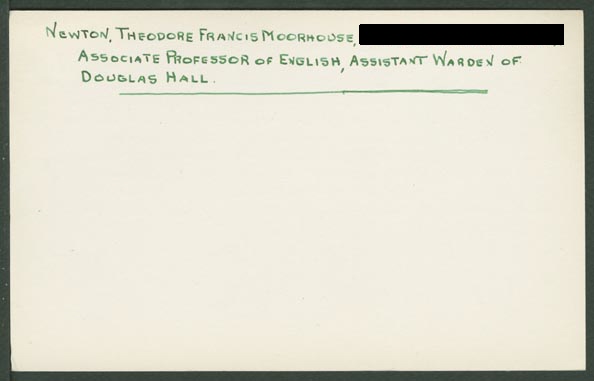 NEWTON, THEODORE FRANCIS MOORHOUSE,
ASSOCIATE PROFESSOR OF ENGLISH, ASSISTANT WARDEN OF
DOUGLAS HALL.